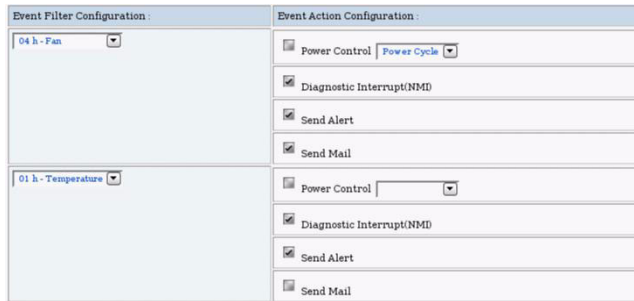 Event Filter Configuration :
Event Action Configuration :
04 h - Fan
Power Control Power Cycle
Diagnostic Interrupt(NMI)
Send Alert
Send Mail
01 h - Temperature
Power Control
Diagnostic Interrupt(NMI)
Send Alert
Send Mail